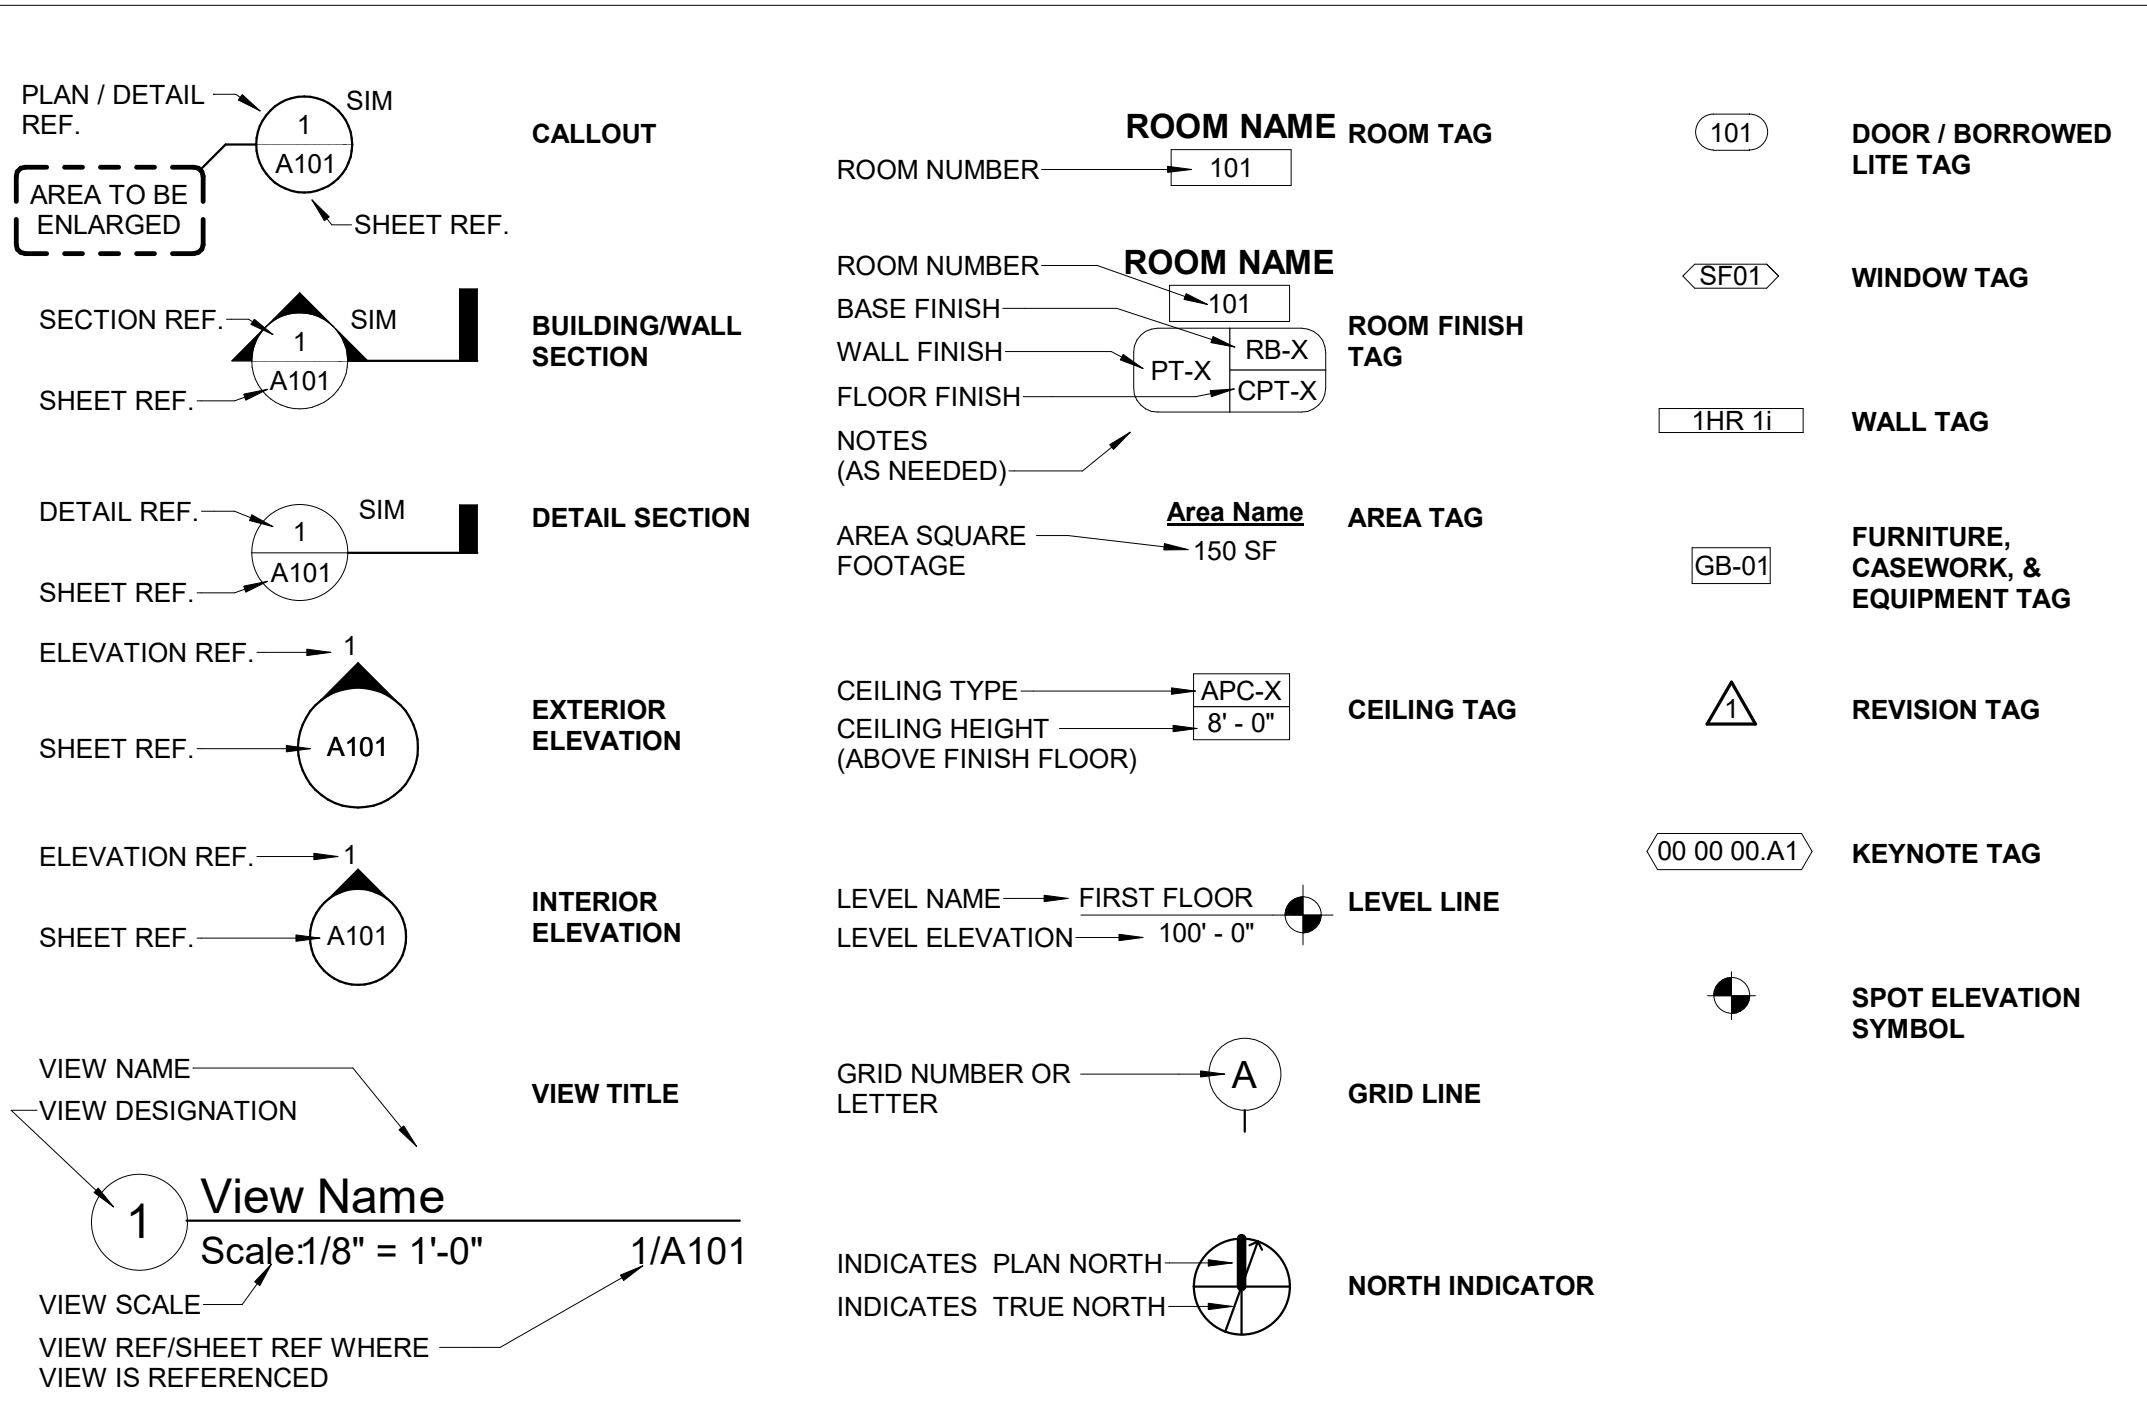 PLAN / DETAIL
REF.
SIM
1
A101
AREA TO BE
ENLARGED
SHEET REF.
CALLOUT
SECTION REF.
SIM
1
A101
SHEET REF.
BUILDING/WALL
SECTION
DETAIL REF.
SIM
1
A101
SHEET REF.
DETAIL SECTION
ELEVATION REF.
1
SHEET REF.
A101
EXTERIOR
ELEVATION
ELEVATION REF.
1
SHEET REF.
A101
INTERIOR
ELEVATION
VIEW NAME
VIEW DESIGNATION
VIEW TITLE
1
View Name
Scale:1/8" = 1'-0"
1/A101
VIEW SCALE
VIEW REF/SHEET REF WHERE
VIEW IS REFERENCED
ROOM NAME
ROOM NUMBER
101
ROOM TAG
ROOM NUMBER
ROOM NAME
101
BASE FINISH
WALL FINISH
FLOOR FINISH
RB-X
PT-X
CPT-X
NOTES
(AS NEEDED)
ROOM FINISH
TAG
Area Name
AREA SQUARE
FOOTAGE
150 SF
AREA TAG
CEILING TYPE
APC-X
CEILING HEIGHT
(ABOVE FINISH FLOOR)
8' - 0"
CEILING TAG
LEVEL NAME
FIRST FLOOR
LEVEL ELEVATION
100' - 0"
LEVEL LINE
GRID NUMBER OR
LETTER
A
GRID LINE
INDICATES PLAN NORTH
INDICATES TRUE NORTH
NORTH INDICATOR
101
DOOR / BORROWED
LITE TAG
SF01
WINDOW TAG
1HR 1i
WALL TAG
GB-01
FURNITURE,
CASEWORK, &
EQUIPMENT TAG
1
REVISION TAG
00 00 00.A1
KEYNOTE TAG
SPOT ELEVATION
SYMBOL